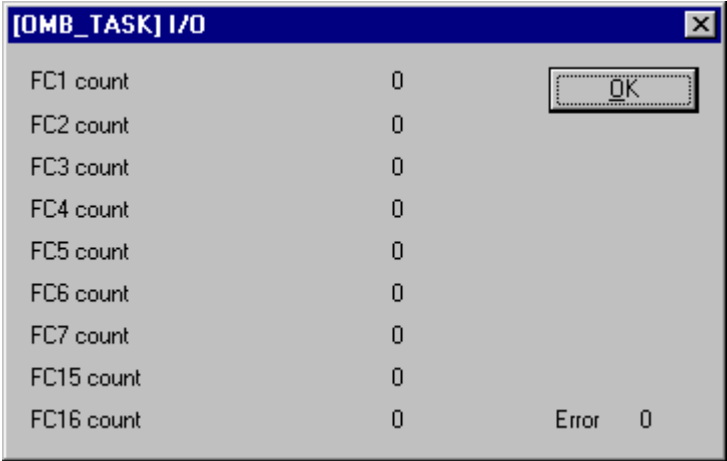 [OMB_TASK] I/O
FC1 count 0 OK
FC2 count 0
FC3 count 0
FC4 count 0
FC5 count 0
FC6 count 0
FC7 count 0
FC15 count 0
FC16 count 0 Error 0